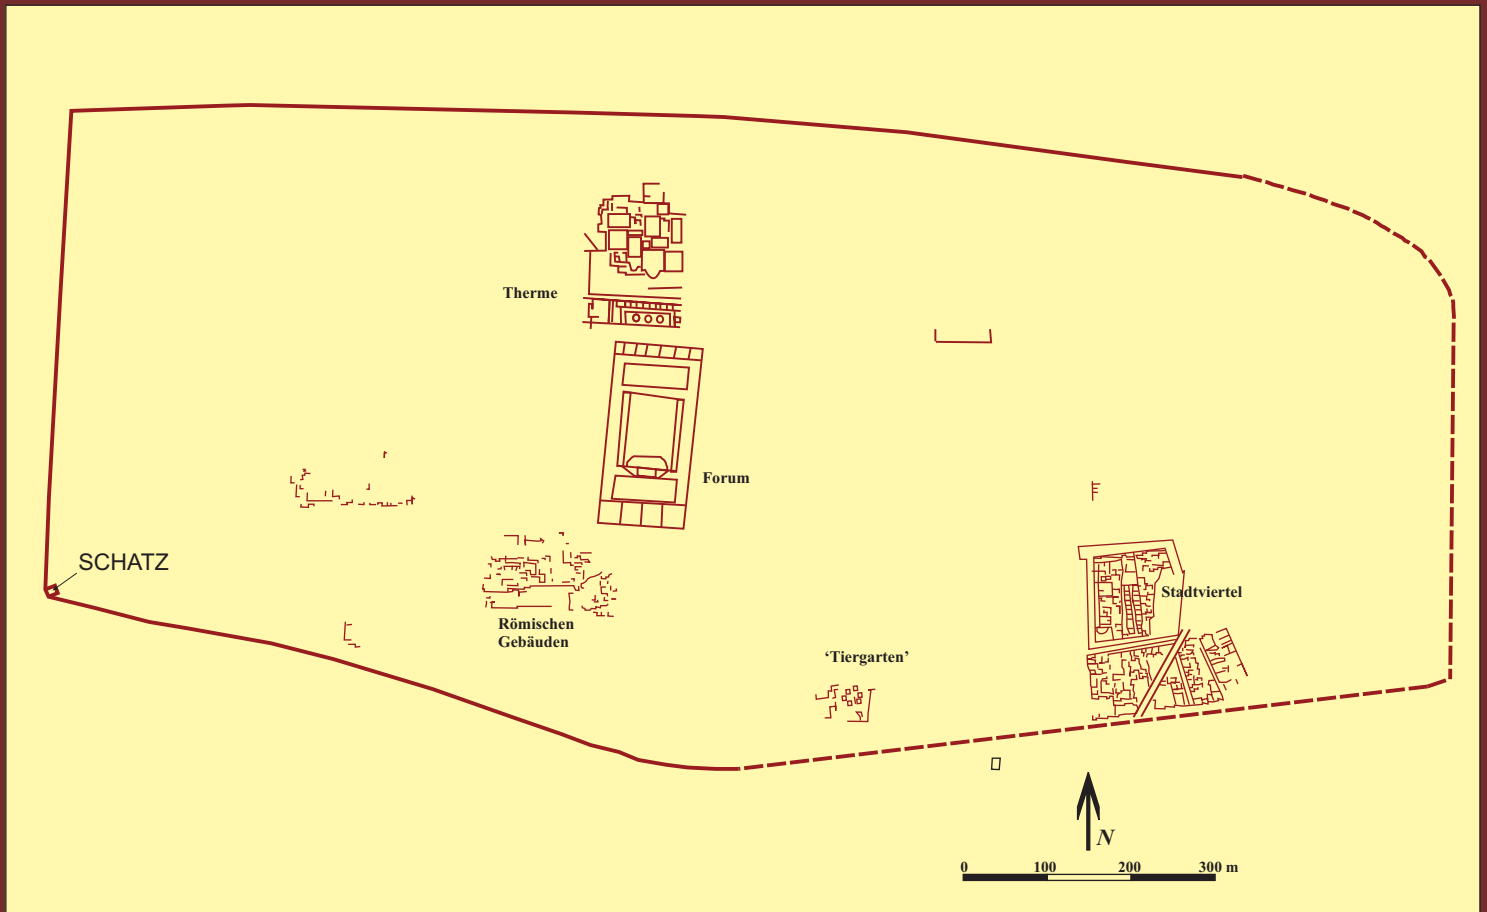 Therme
Forum
SCHATZ
Stadtviertel
Römischen
Gebäuden
‘Tiergarten’
N
0 100 200 300 m